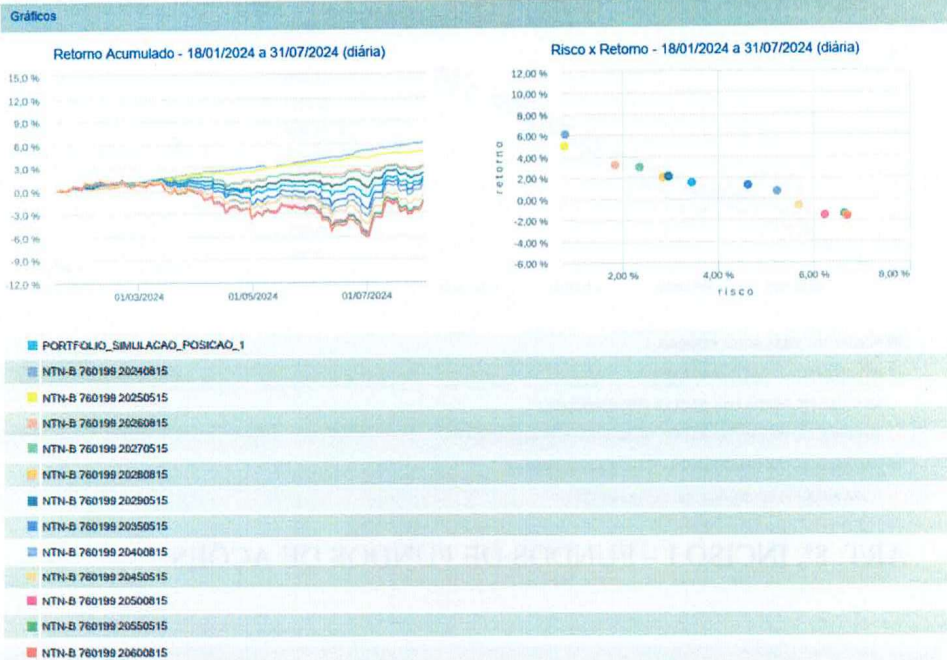 Gráficos
Retorno Acumulado - 18/01/2024 a 31/07/2024 (diária)
15,0 %
12,0 %
9,0 %
6,0 %
3,0 %
0,0 %
-3,0 %
-6,0 %
-9,0 %
-12,0 %
01/03/2024
01/05/2024
01/07/2024
Risco x Retorno - 18/01/2024 a 31/07/2024 (diária)
retorno
12,00 %
10,00 %
8,00 %
6,00 %
4,00 %
2,00 %
0,00 %
-2,00 %
-4,00 %
-6,00 %
2,00 %
4,00 %
6,00 %
8,00 %
risco
PORTFOLIO_SIMULACAO_POSICAO_1
NTN-B 760199 20240815
NTN-B 760199 20250515
NTN-B 760199 20260815
NTN-B 760199 20270515
NTN-B 760199 20280815
NTN-B 760199 20290515
NTN-B 760199 20350515
NTN-B 760199 20400815
NTN-B 760199 20450515
NTN-B 760199 20500815
NTN-B 760199 20550515
NTN-B 760199 20600815